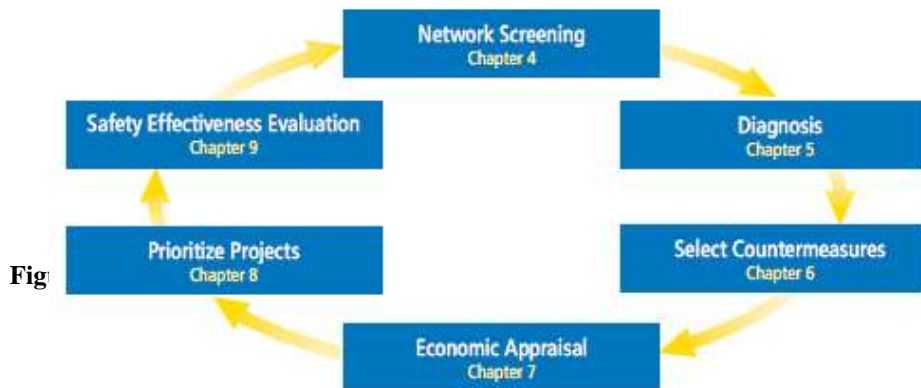 Network Screening
Chapter 4
Diagnosis
Chapter 5
Select Countermeasures
Chapter 6
Economic Appraisal
Chapter 7
Prioritize Projects
Chapter 8
Safety Effectiveness Evaluation
Chapter 9